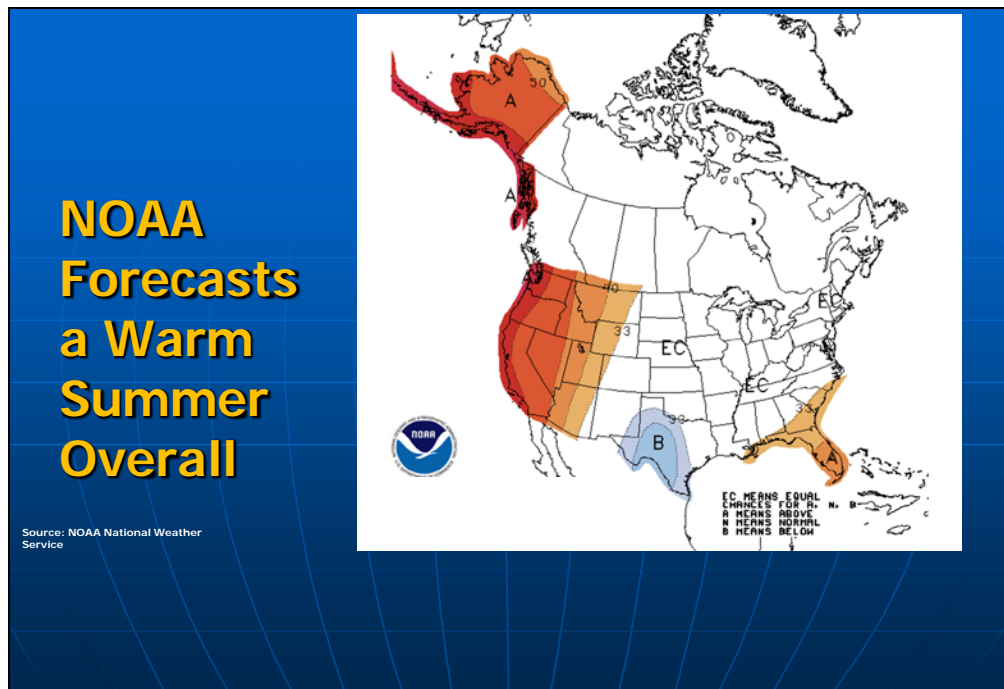 NOAA
Forecasts
a Warm
Summer
Overall
Source: NOAA National Weather
Service
NOAA
50
A
A
40
33
EC
EC
EC
33
33
B
A
EC MEANS EQUAL
CHANCES FOR A, N, B
A MEANS ABOVE
N MEANS NORMAL
B MEANS BELOW